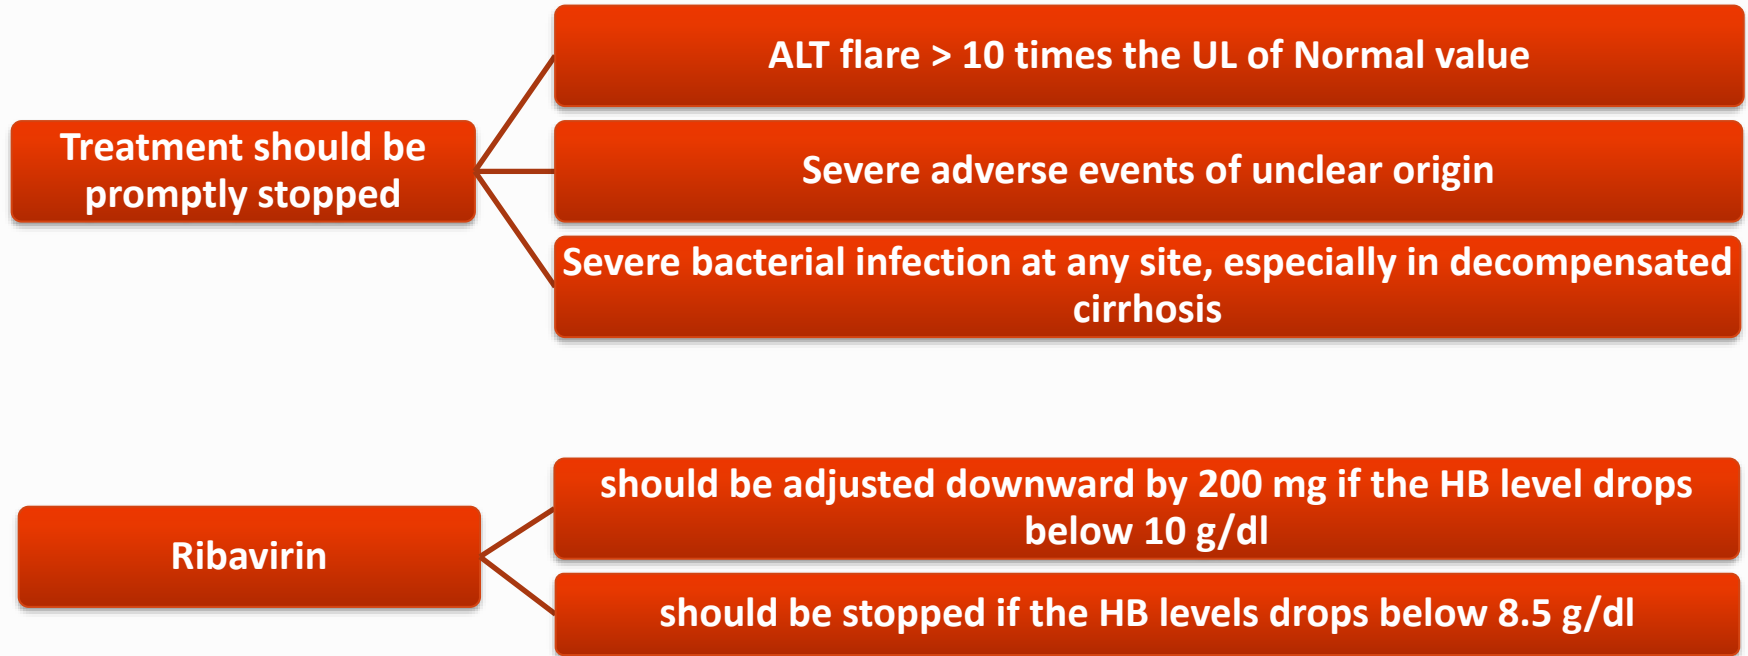 Treatment should be
promptly stopped
ALT flare > 10 times the UL of Normal value
Severe adverse events of unclear origin
Severe bacterial infection at any site, especially in decompensated
cirrhosis
Ribavirin
should be adjusted downward by 200 mg if the HB level drops
below 10 g/dl
should be stopped if the HB levels drops below 8.5 g/dl